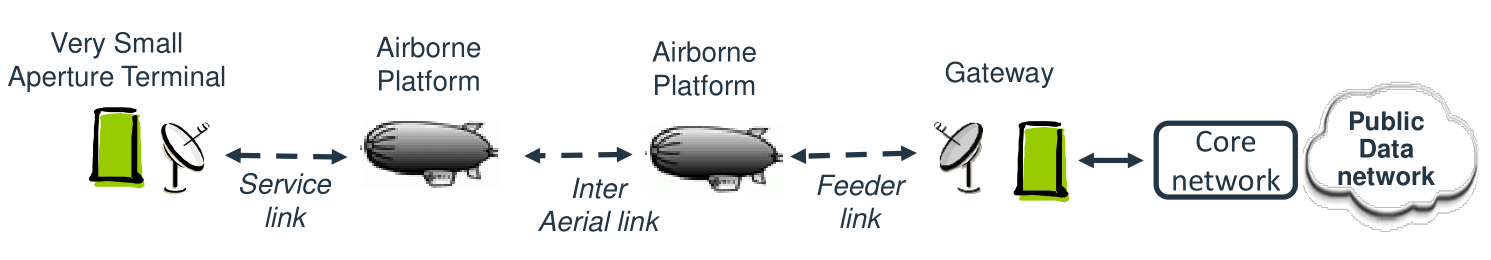 Very Small
Aperture Terminal
Airborne
Platform
Airborne
Platform
Gateway
Service
link
Inter
Aerial link
Feeder
link
Core
network
Public
Data
network